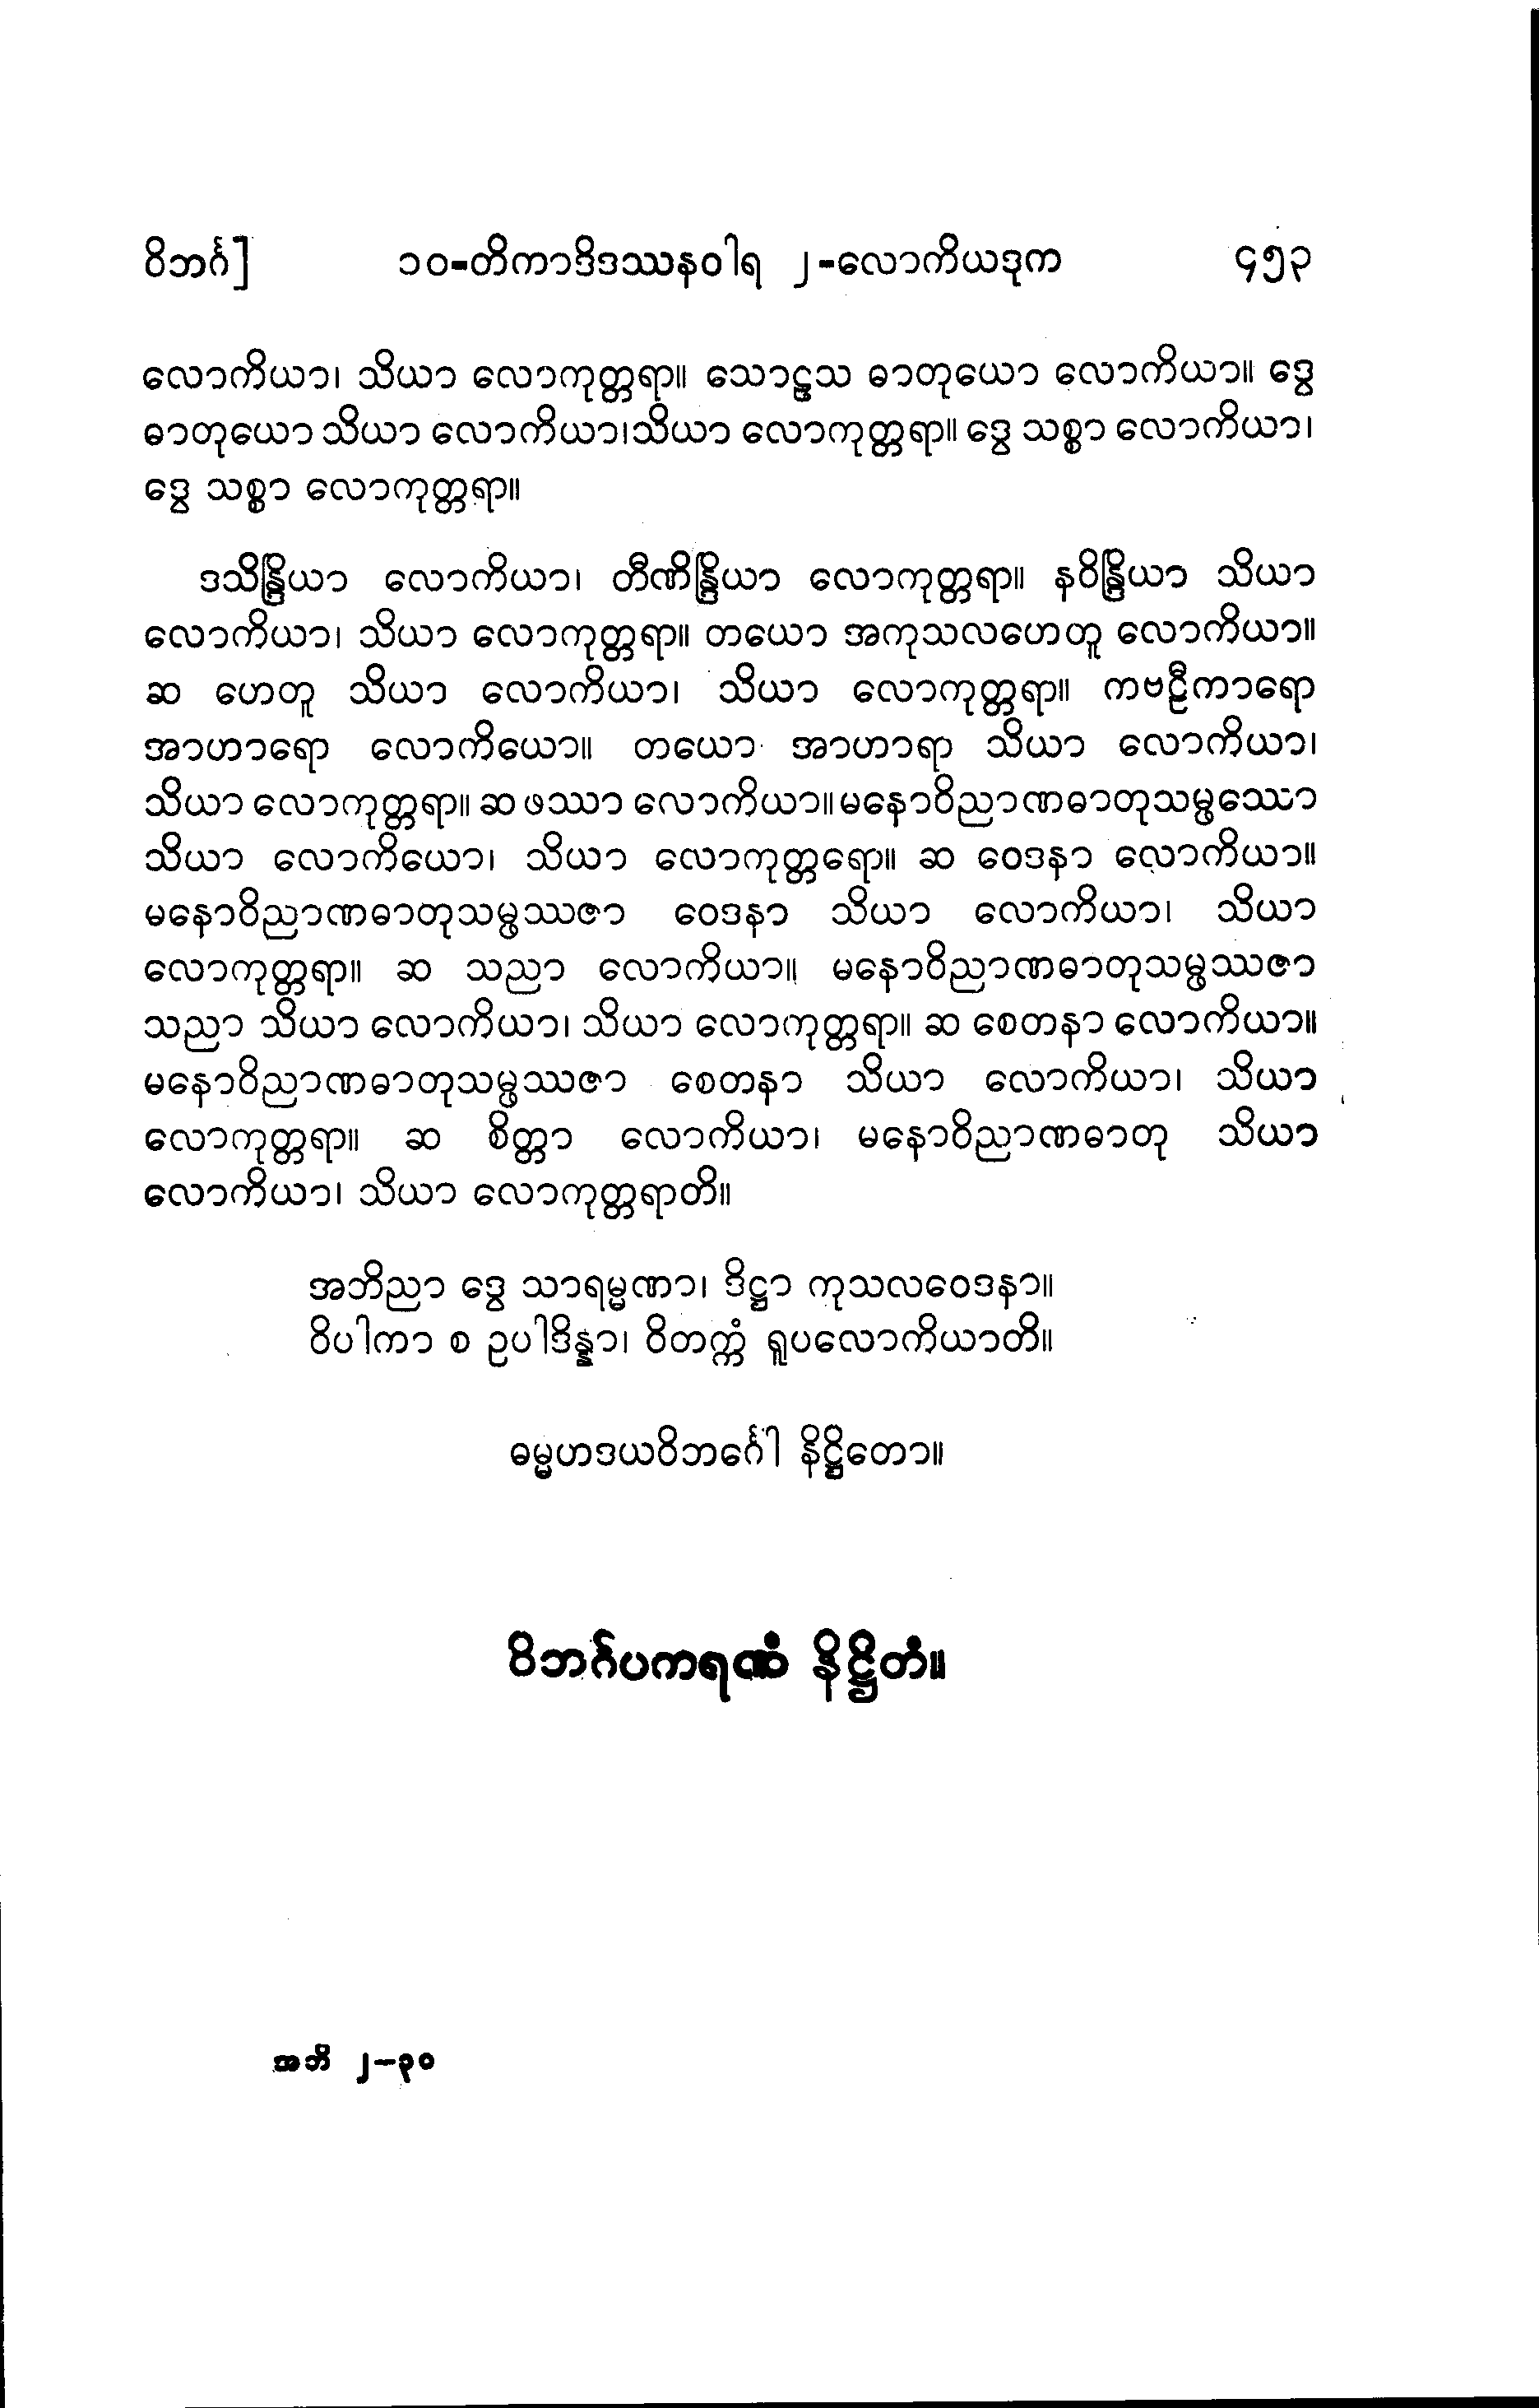 ဝိဘင်္ဂ] ၁၀-တိကာဒိဒဿနဝါရ ၂-လောကိယဒုက ၄၅၃
လောကိယာ၊ သိယာ လောကုတ္တရာ။ သောဠသ ဓာတုယော လောကိယာ။ ဒွေ
ဓာတုယော သိယာ လောကိယာ၊သိယာ လောကုတ္တရာ။ ဒွေ သစ္စာ လောကိယာ၊
ဒွေ သစ္စာ လောကုတ္တရာ။
ဒသိန္ဒြိယာ လောကိယာ၊ တီဏိန္ဒြိယာ လောကုတ္တရာ။ နဝိန္ဒြိယာ သိယာ
လောကိယာ၊ သိယာ လောကုတ္တရာ။ တယော အကုသလဟေတူ လောကိယာ။
ဆ ဟေတူ သိယာ လောကိယာ၊ သိယာ လောကုတ္တရာ။ ကဗဠီကာရော
အာဟာရော လောကိယော။ တယော အာဟာရာ သိယာ လောကိယာ၊
သိယာ လောကုတ္တရာ။ ဆ ဖဿာ လောကိယာ။ မနောဝိညာဏဓာတုသမ္ဖဿော
သိယာ လောကိယော၊ သိယာ လောကုတ္တရော။ ဆ ဝေဒနာ လောကိယာ။
မနောဝိညာဏဓာတုသမ္ဖဿဇာ ဝေဒနာ သိယာ လောကိယာ၊ သိယာ
လောကုတ္တရာ။ ဆ သညာ လောကိယာ။ မနောဝိညာဏဓာတုသမ္ဖဿဇာ
သညာ သိယာ လောကိယာ၊ သိယာ လောကုတ္တရာ။ ဆ စေတနာ လောကိယာ။
မနောဝိညာဏဓာတုသမ္ဖဿဇာ စေတနာ သိယာ လောကိယာ၊ သိယာ
လောကုတ္တရာ။ ဆ စိတ္တာ လောကိယာ၊ မနောဝိညာဏဓာတု သိယာ
လောကိယာ၊ သိယာ လောကုတ္တရာတိ။
အဘိညာ ဒွေ သာရမ္မဏာ၊ ဒိဋ္ဌာ ကုသလဝေဒနာ။
ဝိပါကာ စ ဥပါဒိန္နာ၊ ဝိတက္ကံ ရူပလောကိယာတိ။
ဓမ္မဟဒယဝိဘင်္ဂေါ နိဋ္ဌိတော။
ဝိဘင်္ဂပကရဏံ နိဋ္ဌိတံ။
အဘိ ၂-၃၀